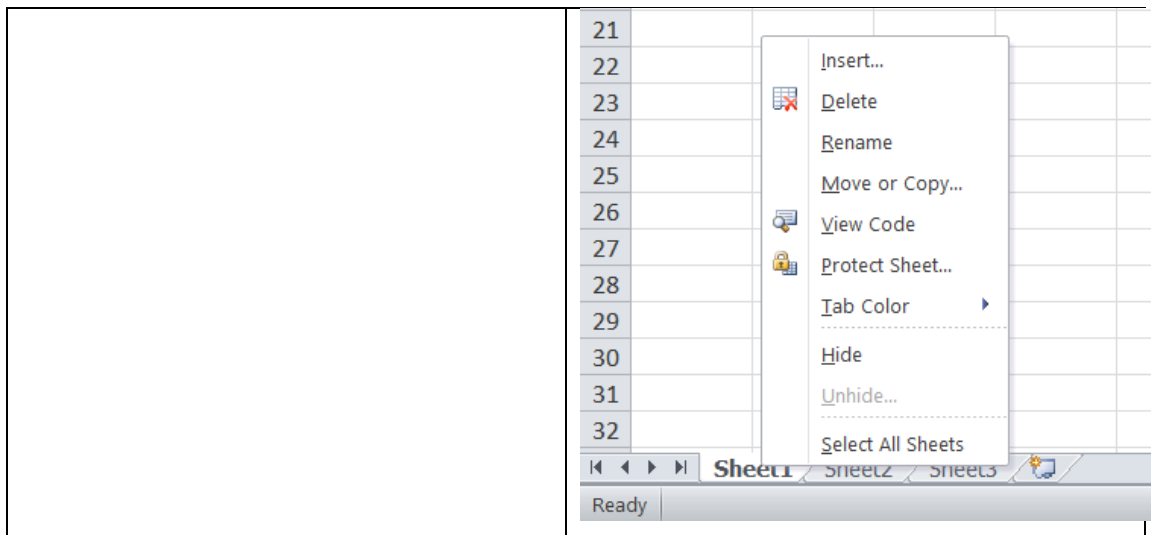 21
22
23
24
25
26
27
28
29
30
31
32
Insert...
Delete
Rename
Move or Copy...
View Code
Protect Sheet...
Tab Color
Hide
Unhide...
Select All Sheets
Sheet1 Sheet2 Sheet3
Ready